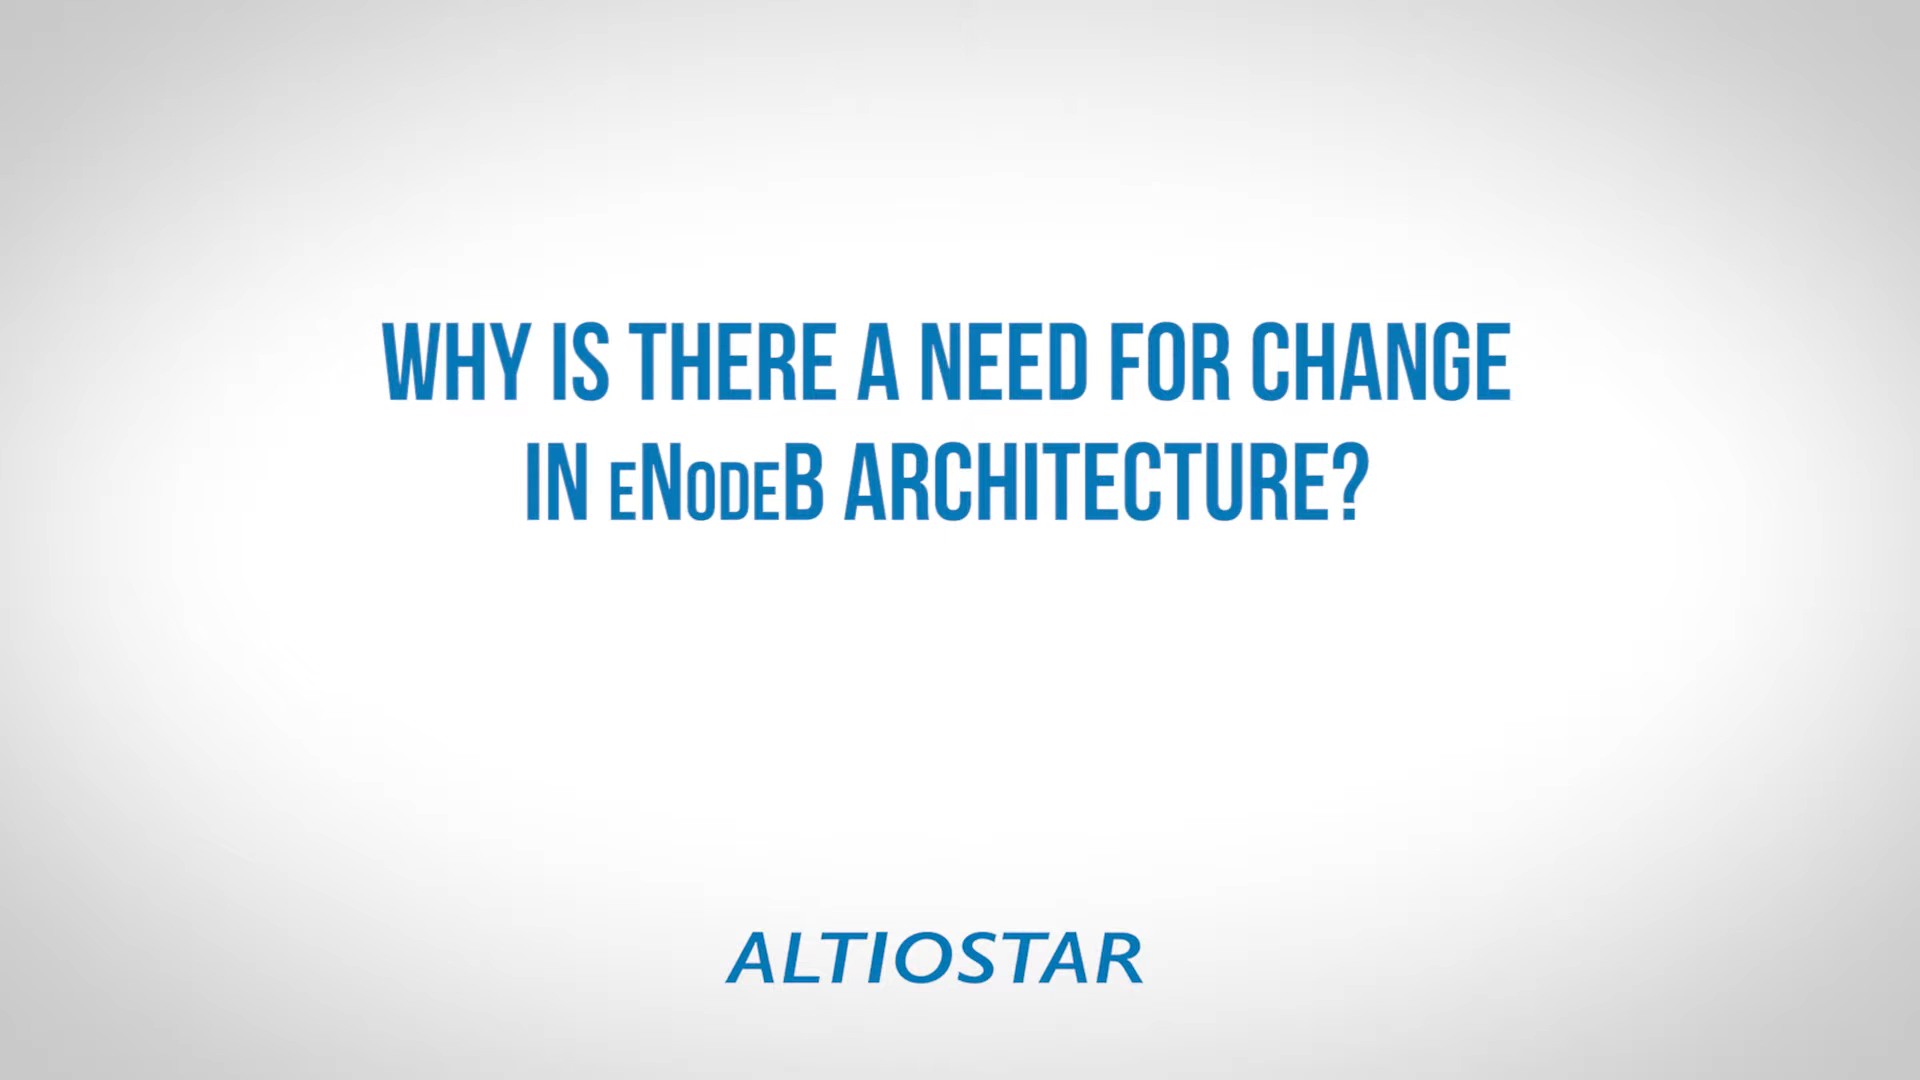 WHY IS THERE A NEED FOR CHANGE
IN eNodeB ARCHITECTURE?
ALTIOSTAR